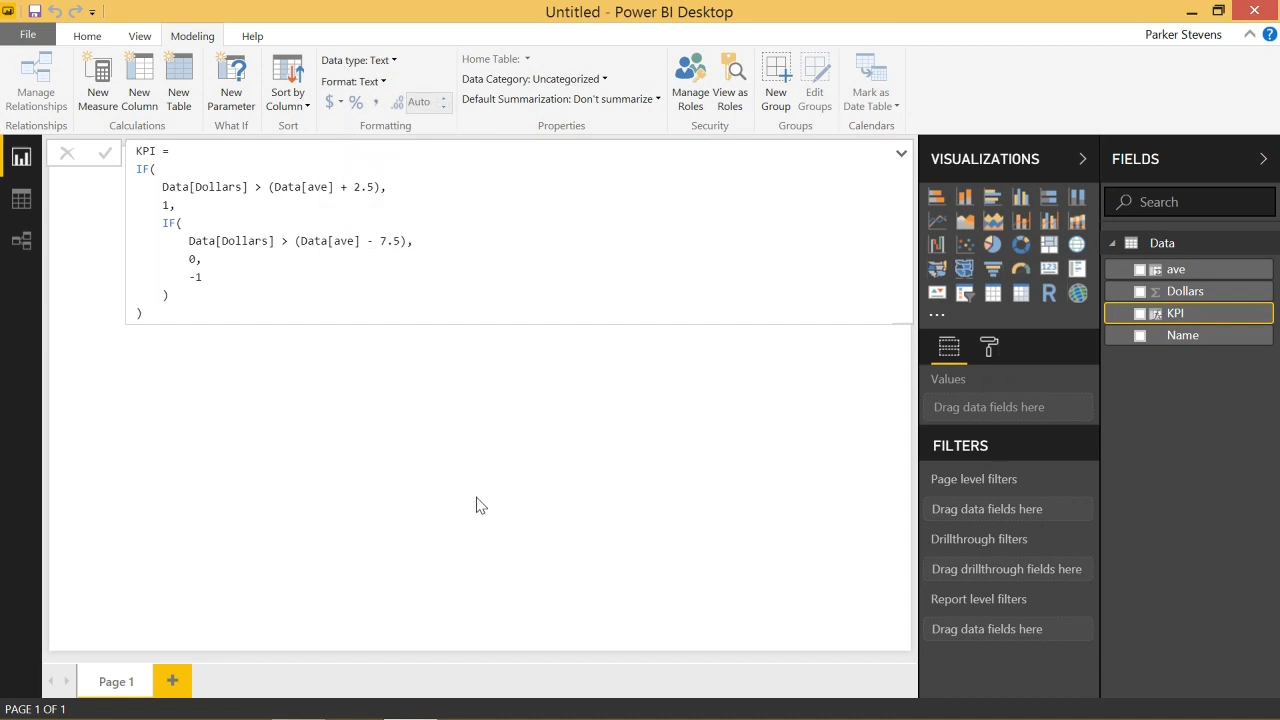 Untitled - Power BI Desktop
File
Home
View
Modeling
Help
Parker Stevens
Manage
Relationships
New
Measure
New
Column
New
Table
New
Parameter
Sort by
Column
Data type: Text
Format: Text
$ % , Auto
Home Table:
Data Category: Uncategorized
Default Summarization: Don't summarize
Manage
Roles
View as
Roles
New
Group
Edit
Groups
Mark as
Date Table
Relationships
Calculations
What If
Sort
Formatting
Properties
Security
Groups
Calendars
KPI =
IF(
Data[Dollars] > (Data[ave] + 2.5),
1,
IF(
Data[Dollars] > (Data[ave] - 7.5),
0,
-1
)
)
VISUALIZATIONS
Values
Drag data fields here
FILTERS
Page level filters
Drag data fields here
Drillthrough filters
Drag drillthrough fields here
Report level filters
Drag data fields here
FIELDS
Search
Data
ave
Dollars
KPI
Name
Page 1
PAGE 1 OF 1